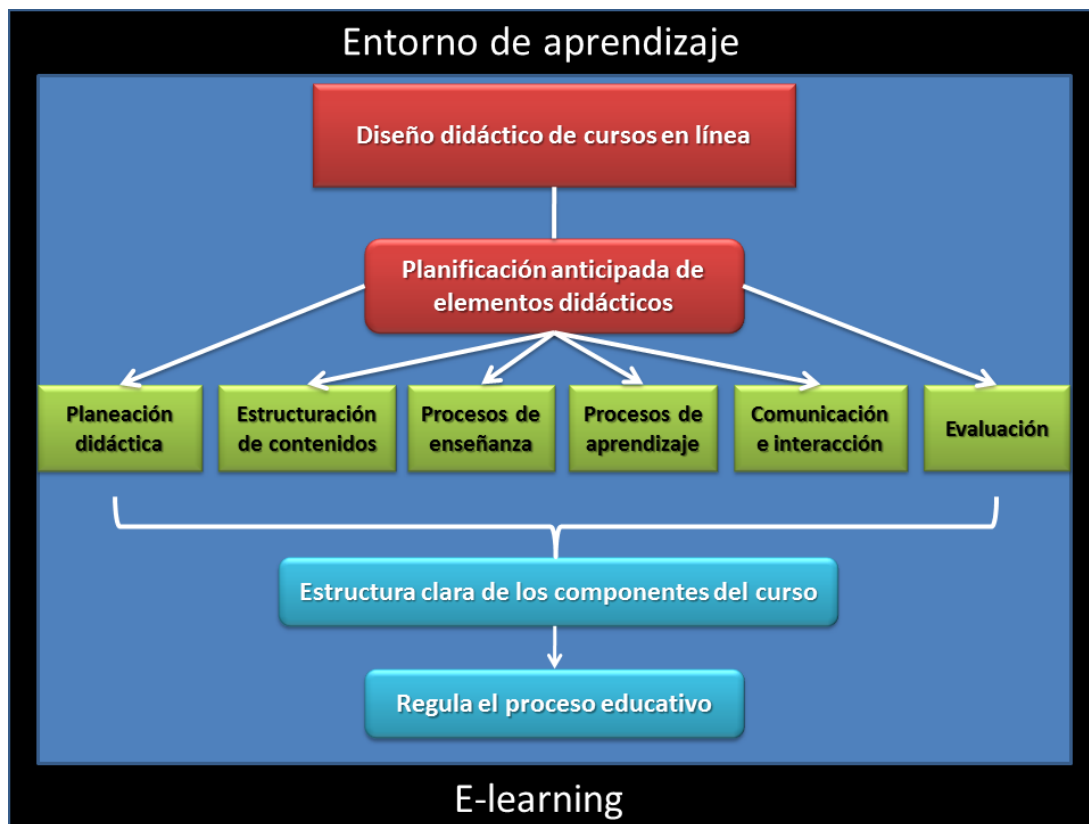 Entorno de aprendizaje
Diseño didáctico de cursos en línea
Planificación anticipada de
elementos didácticos
Planeación
didáctica
Estructuración
de contenidos
Procesos de
enseñanza
Procesos de
aprendizaje
Comunicación
e interacción
Evaluación
Estructura clara de los componentes del curso
Regula el proceso educativo
E-learning